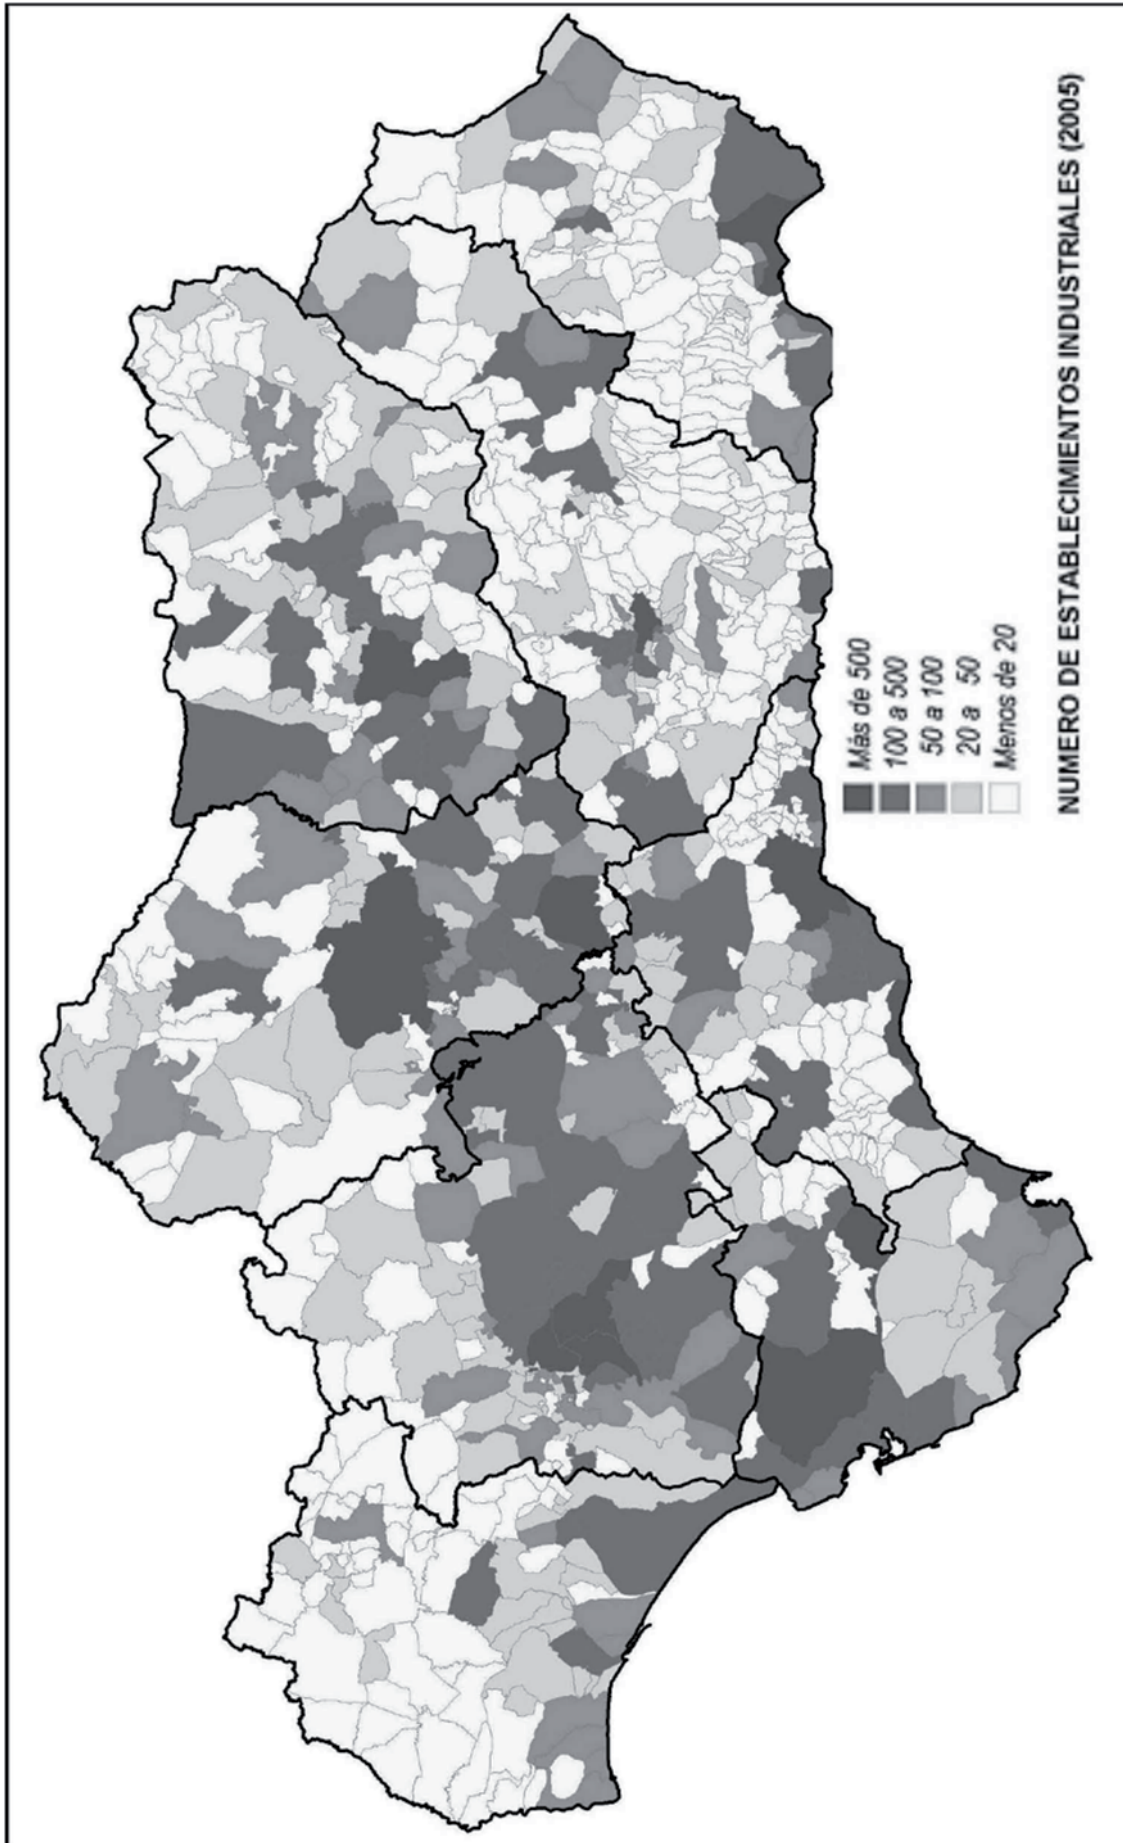 Más de 500
100 a 500
50 a 100
20 a 50
Menos de 20
NUMERO DE ESTABLECIMIENTOS INDUSTRIALES (2005)